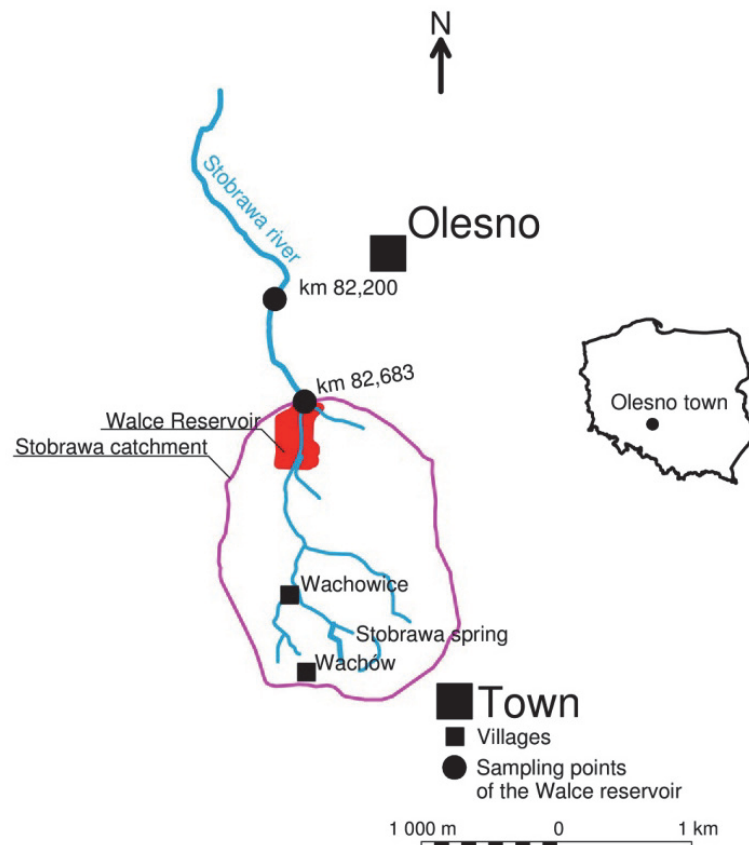 N
Stobrawa river
Olesno
km 82,200
km 82,683
Walce Reservoir
Stobrawa catchment
Olesno town
Wachowice
Stobrawa spring
Wachów
Town
Villages
Sampling points
of the Walce reservoir
1 000 m 0 1 km